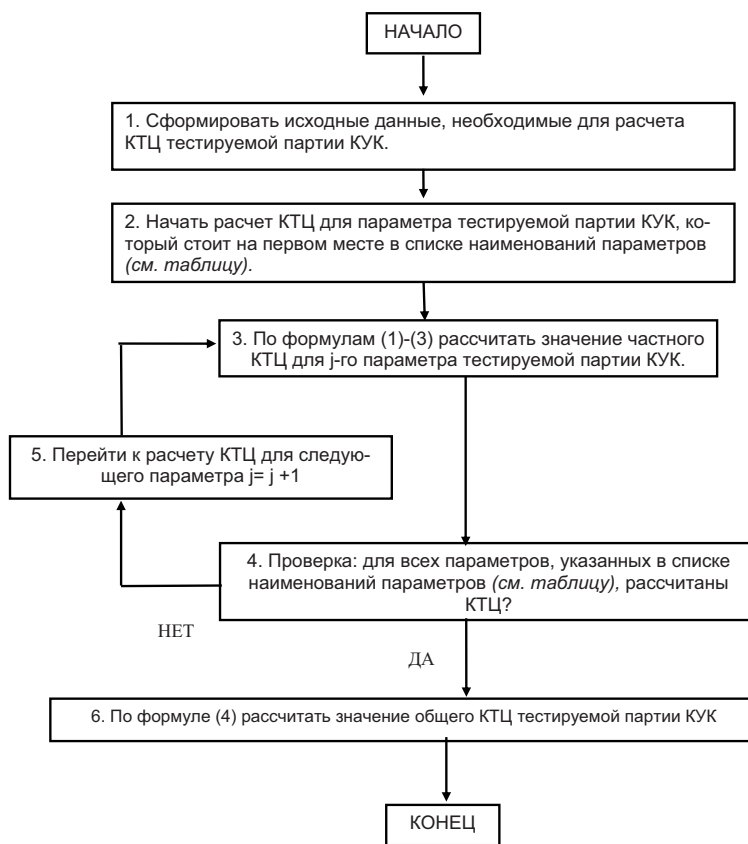 НАЧАЛО
1. Сформировать исходные данные, необходимые для расчета
КТЦ тестируемой партии КУК.
2. Начать расчет КТЦ для параметра тестируемой партии КУК, ко-
торый стоит на первом месте в списке наименований параметров
(см. таблицу).
3. По формулам (1)-(3) рассчитать значение частного
КТЦ для j-го параметра тестируемой партии КУК.
5. Перейти к расчету КТЦ для следую-
щего параметра j= j +1
4. Проверка: для всех параметров, указанных в списке
наименований параметров (см. таблицу), рассчитаны
КТЦ?
НЕТ
ДА
6. По формуле (4) рассчитать значение общего КТЦ тестируемой партии КУК
КОНЕЦ